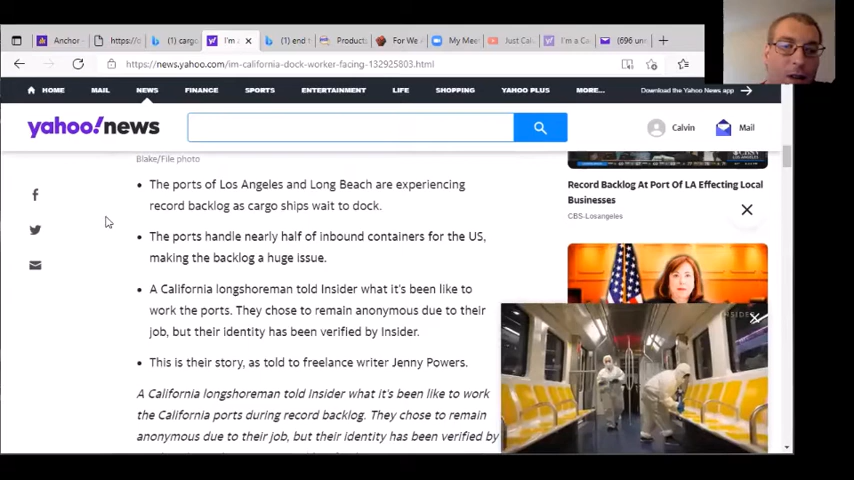 Anchor -
https://d
(1) cargo
I'm a
(1) end t
Product:
For We A
My Mee
Just Cal
I'm a Ca
(696 unr
https://news.yahoo.com/im-california-dock-worker-facing-132925803.html
HOME MAIL NEWS FINANCE SPORTS ENTERTAINMENT LIFE SHOPPING YAHOO PLUS MORE...
Download the Yahoo News app
yahoo!news
Calvin
Mail
Blake/File photo
• The ports of Los Angeles and Long Beach are experiencing
record backlog as cargo ships wait to dock.
• The ports handle nearly half of inbound containers for the US,
making the backlog a huge issue.
• A California longshoreman told Insider what it's been like to
work the ports. They chose to remain anonymous due to their
job, but their identity has been verified by Insider.
• This is their story, as told to freelance writer Jenny Powers.
A California longshoreman told Insider what it's been like to work
the California ports during record backlog. They chose to remain
anonymous due to their job, but their identity has been verified by
Record Backlog At Port Of LA Effecting Local
Businesses
CBS-Losangeles
INSIDER